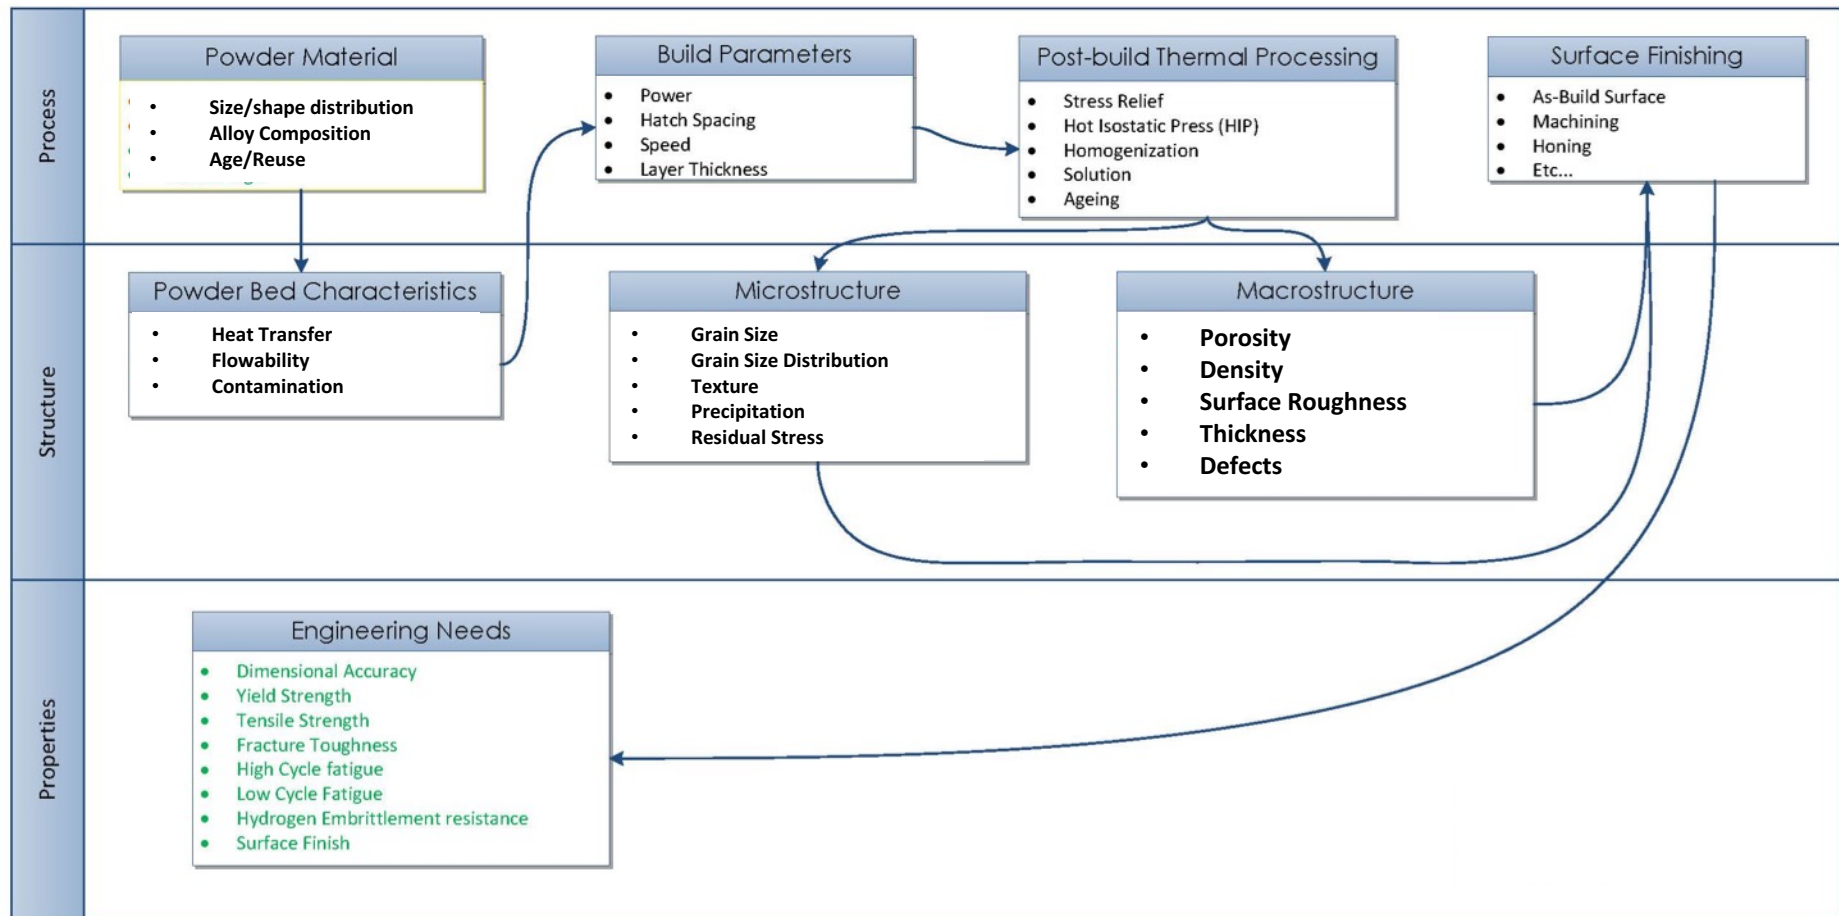 Process
Powder Material
• Size/shape distribution
• Alloy Composition
• Age/Reuse
Build Parameters
• Power
• Hatch Spacing
• Speed
• Layer Thickness
Post-build Thermal Processing
• Stress Relief
• Hot Isostatic Press (HIP)
• Homogenization
• Solution
• Ageing
Surface Finishing
• As-Build Surface
• Machining
• Honing
• Etc...
Structure
Powder Bed Characteristics
• Heat Transfer
• Flowability
• Contamination
Microstructure
• Grain Size
• Grain Size Distribution
• Texture
• Precipitation
• Residual Stress
Macrostructure
• Porosity
• Density
• Surface Roughness
• Thickness
• Defects
Properties
Engineering Needs
• Dimensional Accuracy
• Yield Strength
• Tensile Strength
• Fracture Toughness
• High Cycle fatigue
• Low Cycle Fatigue
• Hydrogen Embrittlement resistance
• Surface Finish